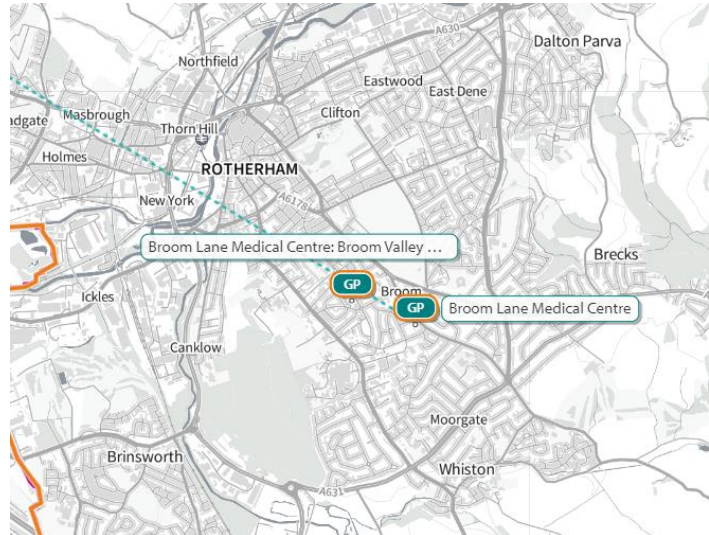 A630
Dalton Parva
Northfield
Eastwood
East Dene
Masbrough
Clifton
adgate
Thorn Hill
Holmes
ROTHERHAM
A6178
New York
Broom Lane Medical Centre: Broom Valley ...
Brecks
GP
Broom
Ickles
GP
Broom Lane Medical Centre
Canklow
Moorgate
Brinsworth
Whiston
A631